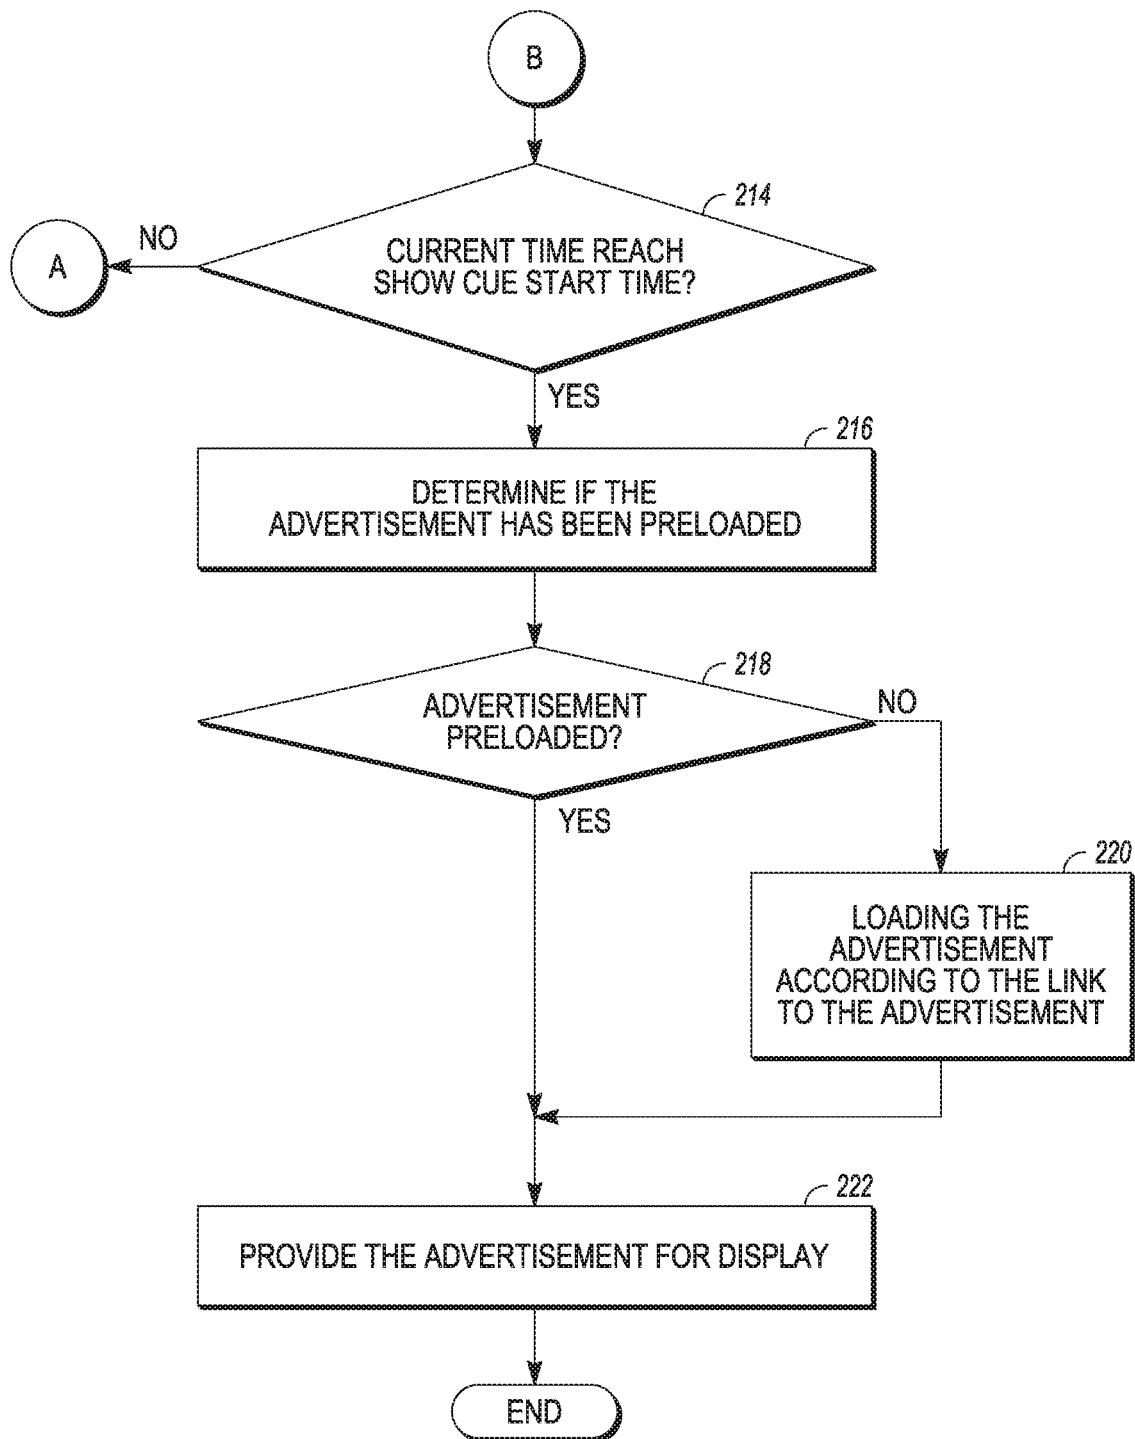 B
214
CURRENT TIME REACH
SHOW CUE START TIME?
NO
A
YES
216
DETERMINE IF THE
ADVERTISEMENT HAS BEEN PRELOADED
218
ADVERTISEMENT
PRELOADED?
NO
YES
220
LOADING THE
ADVERTISEMENT
ACCORDING TO THE LINK
TO THE ADVERTISEMENT
222
PROVIDE THE ADVERTISEMENT FOR DISPLAY
END